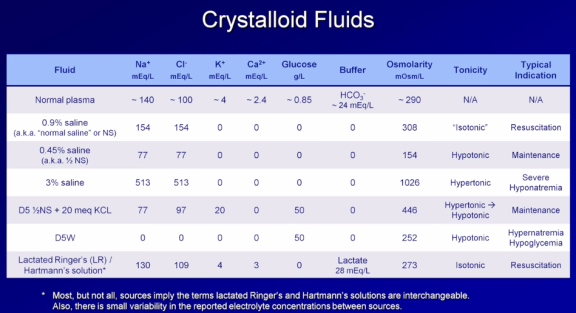 Crystalloid Fluids
Fluid Na⁺ mEq/L Cl⁻ mEq/L K⁺ mEq/L Ca²⁺ mEq/L Glucose g/L Buffer Osmolarity mOsm/L Tonicity Typical Indication
Normal plasma ~ 140 ~ 100 ~ 4 ~ 2.4 ~ 0.85 HCO₃⁻ ~ 24 mEq/L ~ 290 N/A N/A
0.9% saline (a.k.a. “normal saline” or NS) 154 154 0 0 0 0 308 “Isotonic” Resuscitation
0.45% saline (a.k.a. ½ NS) 77 77 0 0 0 0 154 Hypotonic Maintenance
3% saline 513 513 0 0 0 0 1026 Hypertonic Severe Hyponatremia
D5 ½NS + 20 meq KCL 77 97 20 0 50 0 446 Hypertonic → Hypotonic Maintenance
D5W 0 0 0 0 50 0 252 Hypotonic Hypernatremia Hypoglycemia
Lactated Ringer’s (LR) / Hartmann’s solution* 130 109 4 3 0 Lactate 28 mEq/L 273 Isotonic Resuscitation
* Most, but not all, sources imply the terms lactated Ringer’s and Hartmann’s solutions are interchangeable.
Also, there is small variability in the reported electrolyte concentrations between sources.